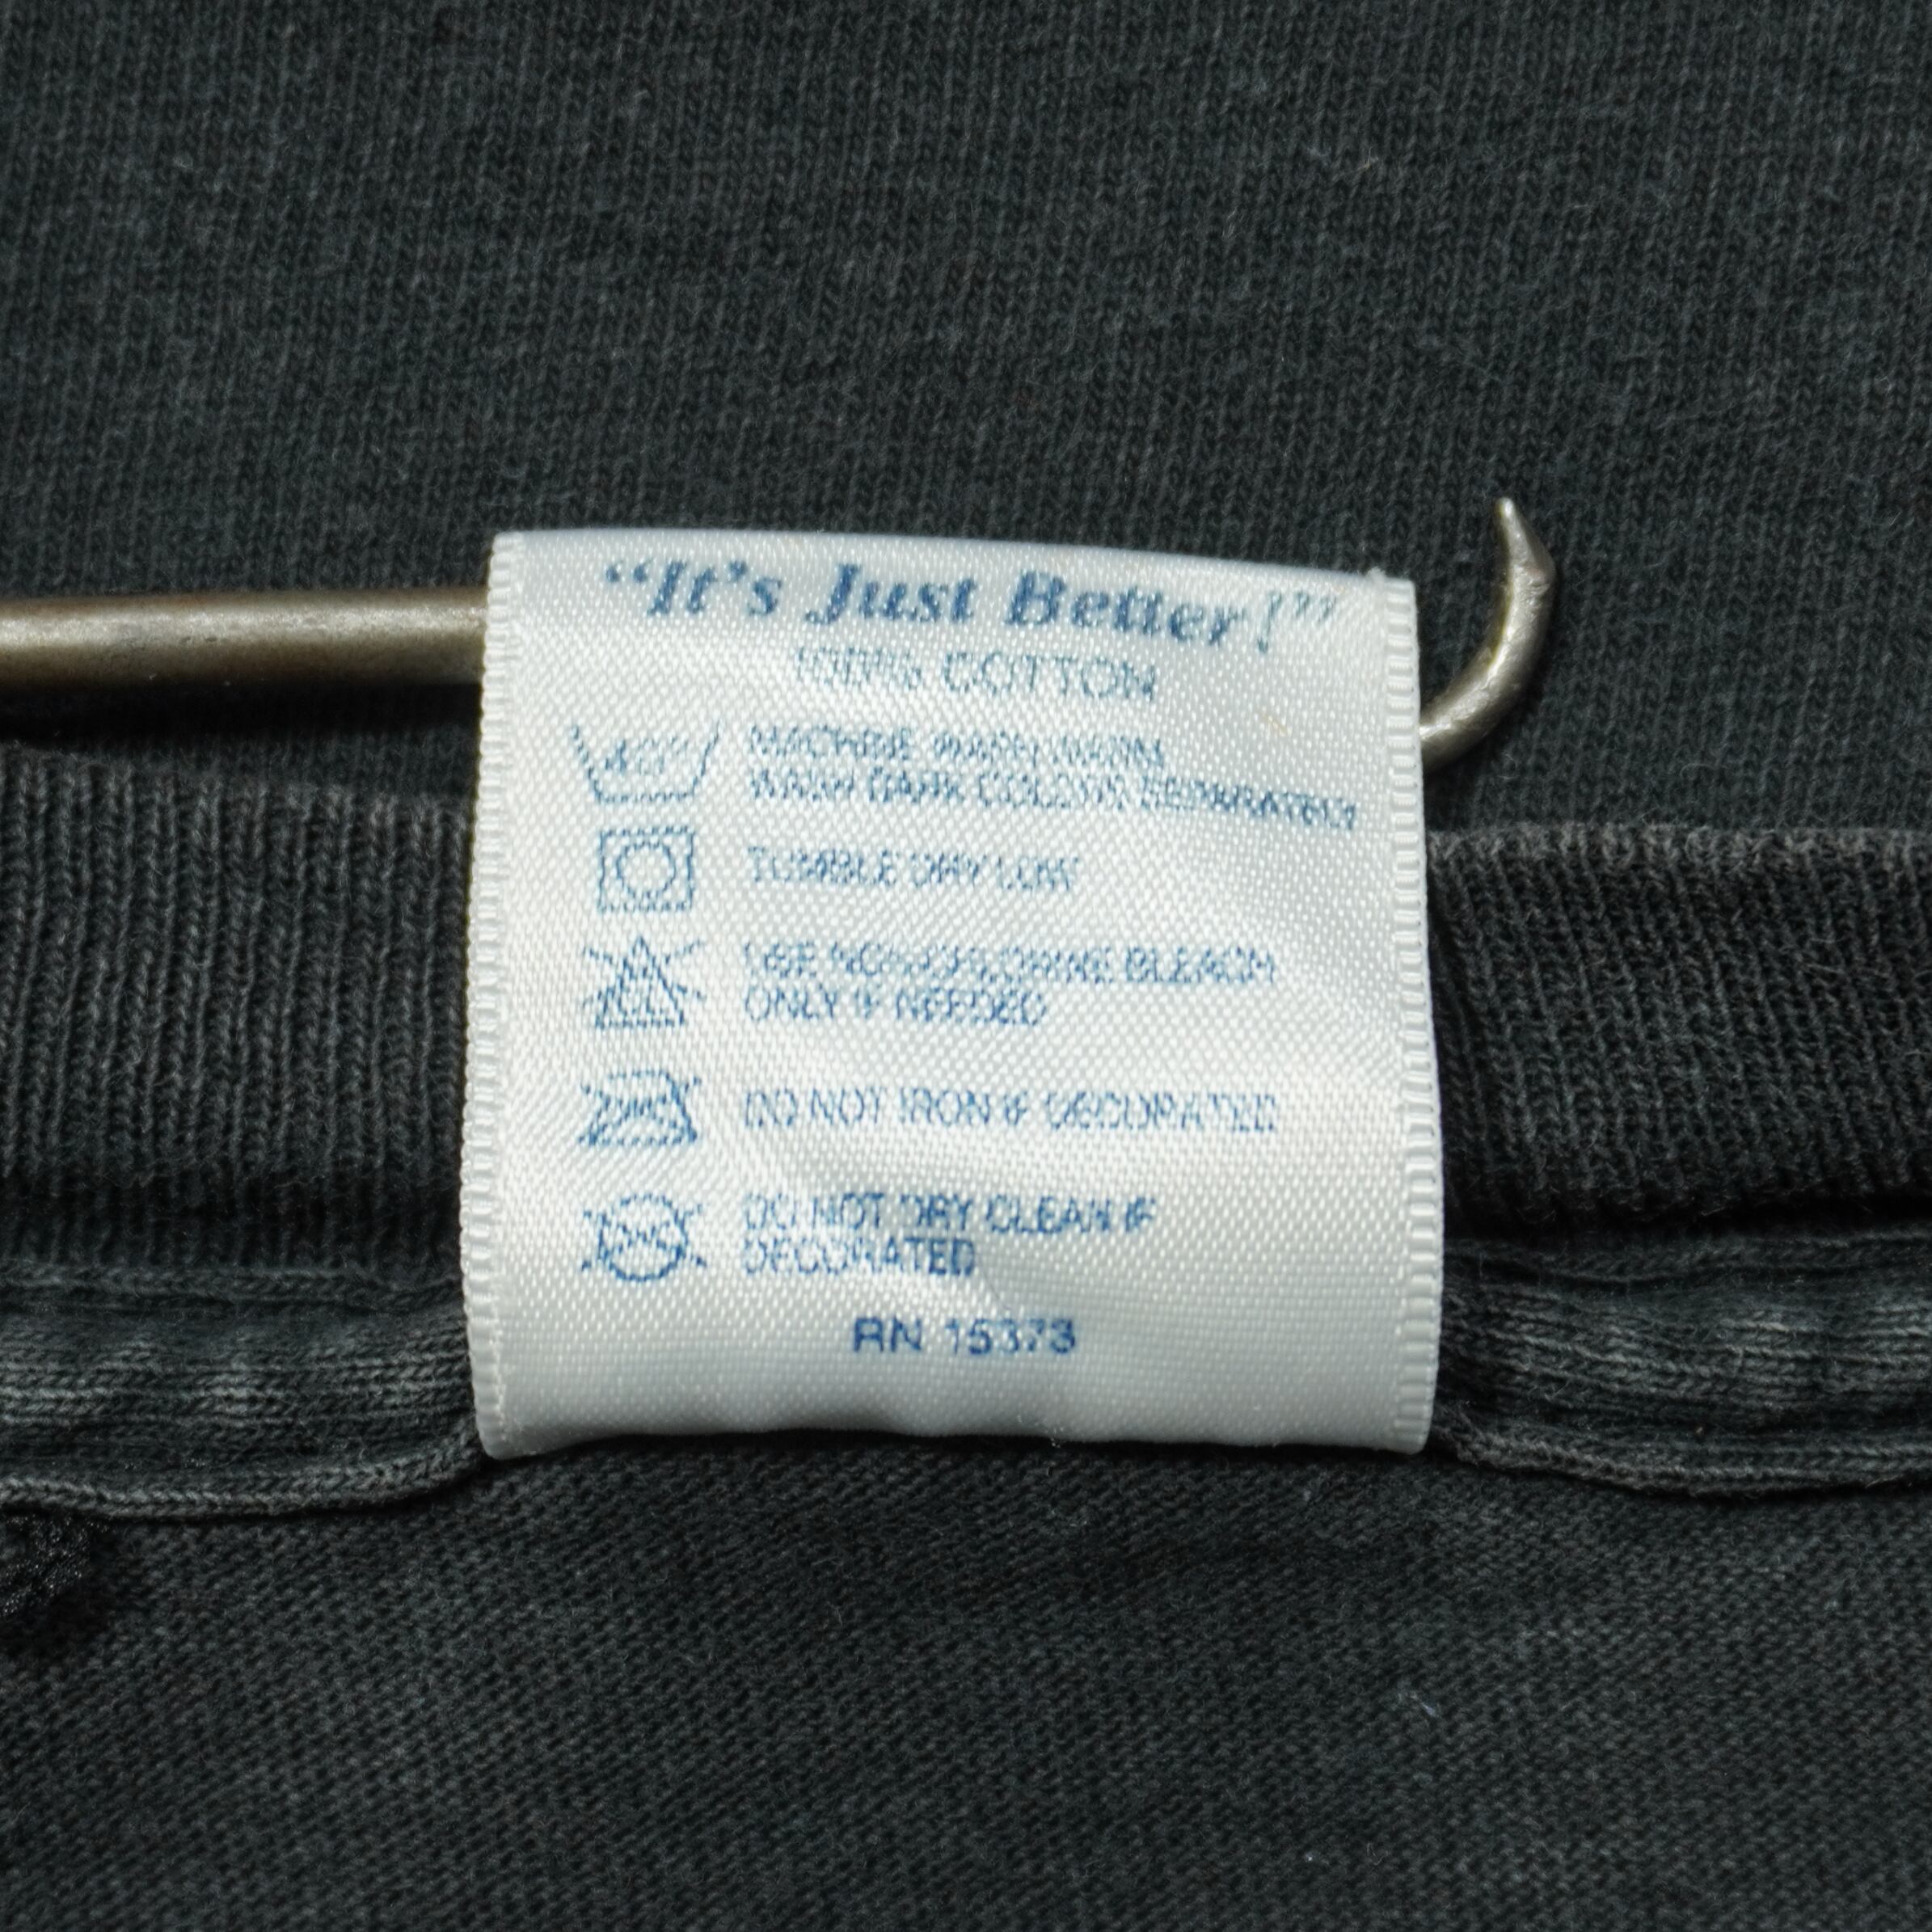 “It's Just Better!”
100% COTTON
40°
MACHINE WASH WARM
WASH DARK COLORS SEPARATELY
TUMBLE DRY LOW
USE NON-CHLORINE BLEACH
ONLY IF NEEDED
DO NOT IRON IF DECORATED
DO NOT DRY CLEAN IF
DECORATED
RN 15373